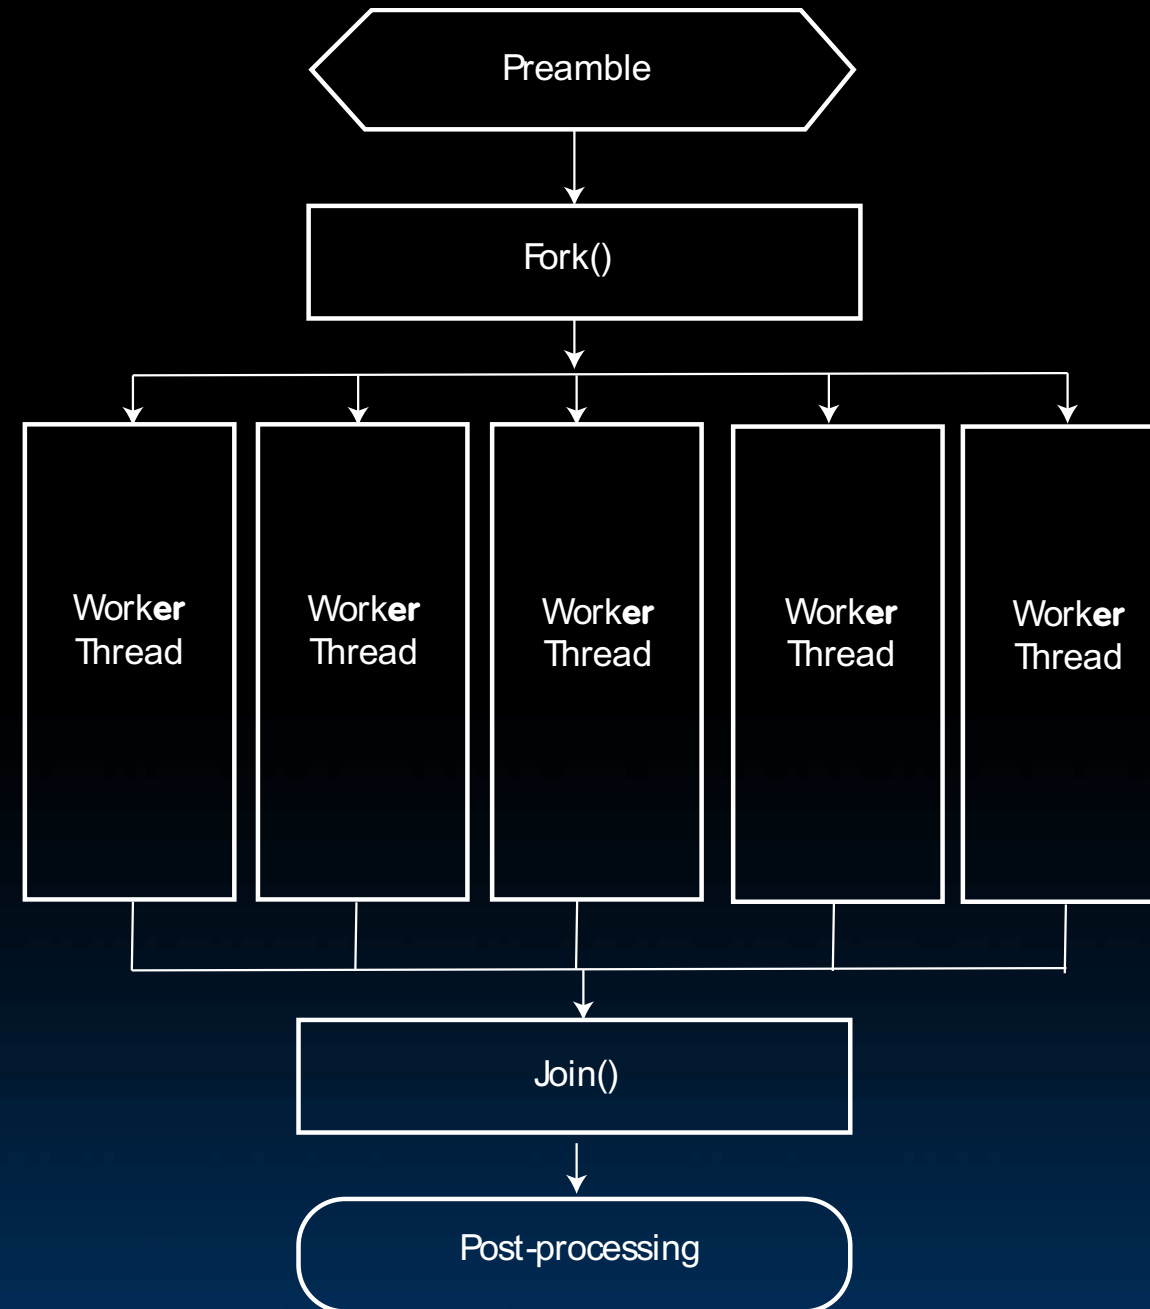 Preamble
Fork()
Worker
Thread
Worker
Thread
Worker
Thread
Worker
Thread
Worker
Thread
Join()
Post-processing